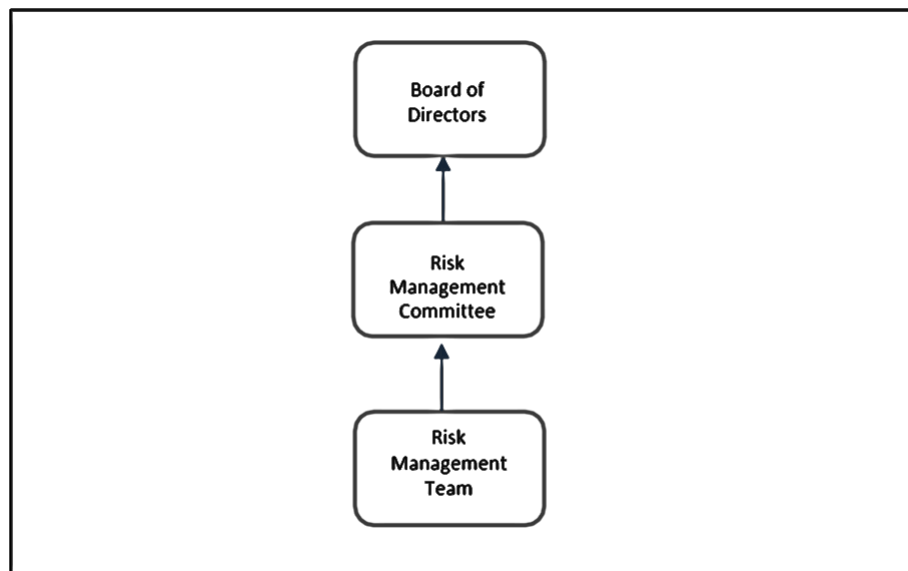 Board of
Directors
Risk
Management
Committee
Risk
Management
Team